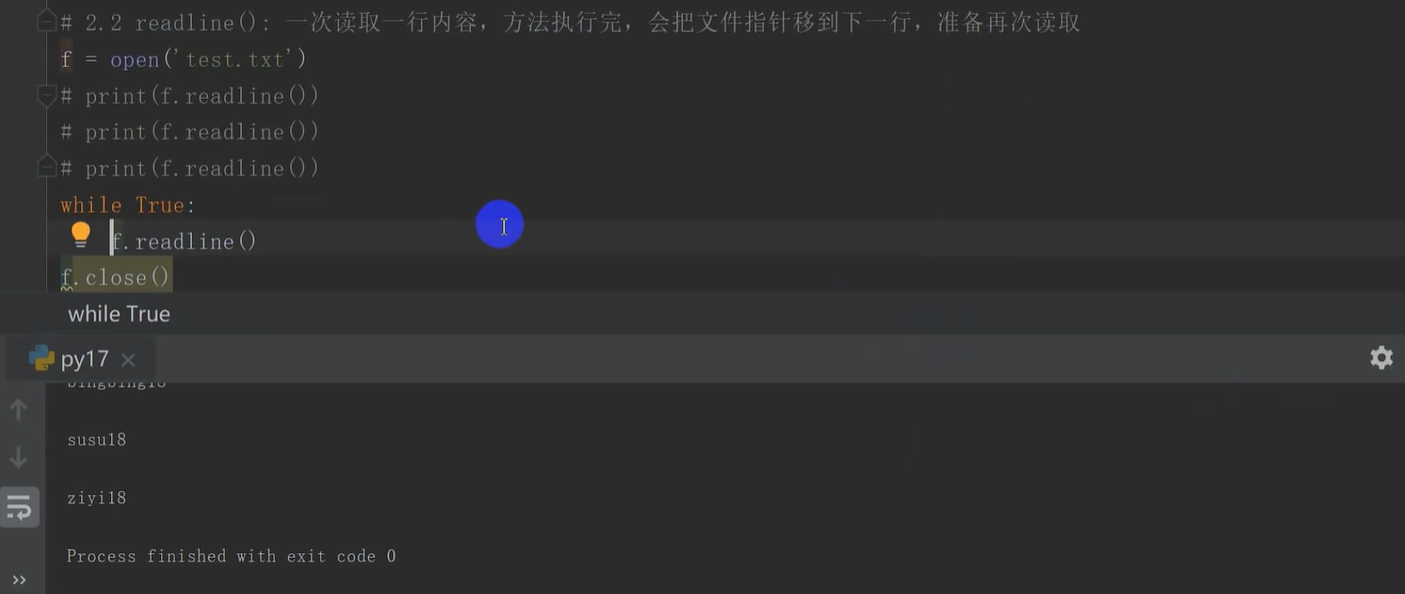 # 2.2 readline(): 一次读取一行内容，方法执行完，会把文件指针移到下一行，准备再次读取
f = open('test.txt')
# print(f.readline())
# print(f.readline())
# print(f.readline())
while True:
f.readline()
f.close()
while True
py17
susu18
ziyi18
Process finished with exit code 0